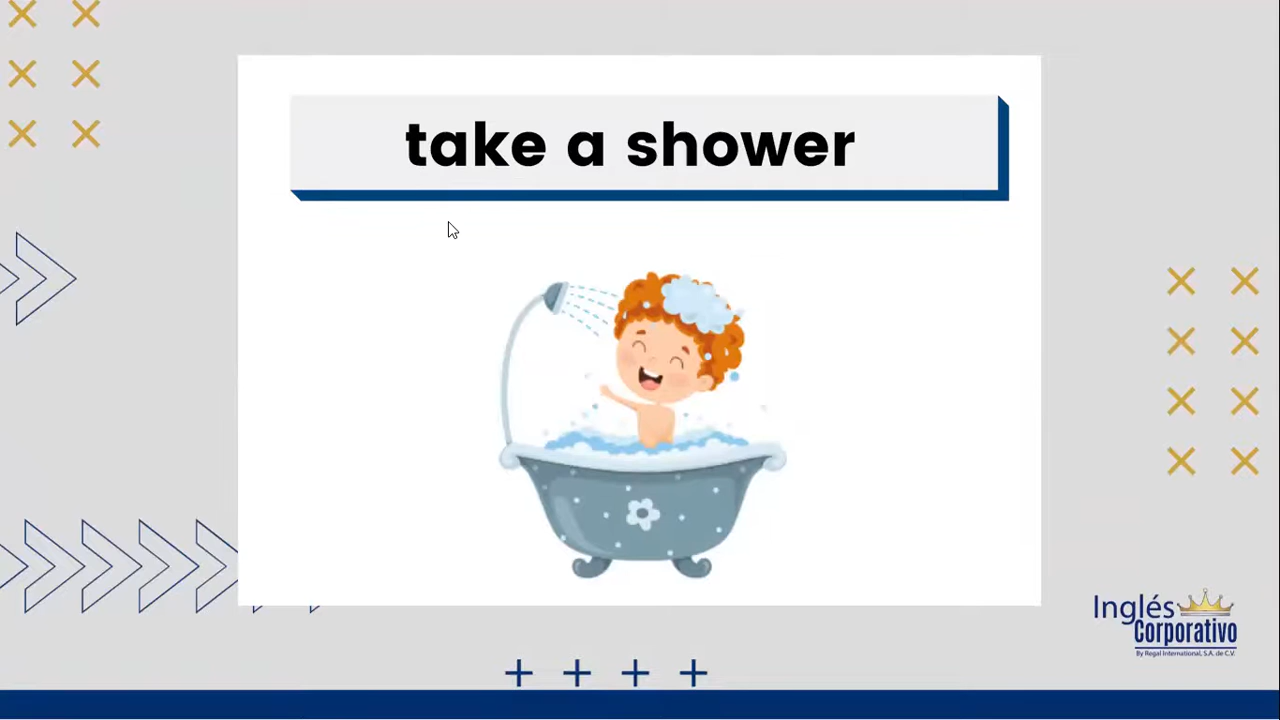 take a shower
Inglés
Corporativo
By Regal International, S.A. de C.V.